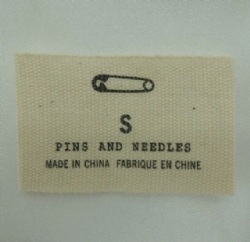 S
PINS AND NEEDLES
MADE IN CHINA FABRIQUE EN CHINE